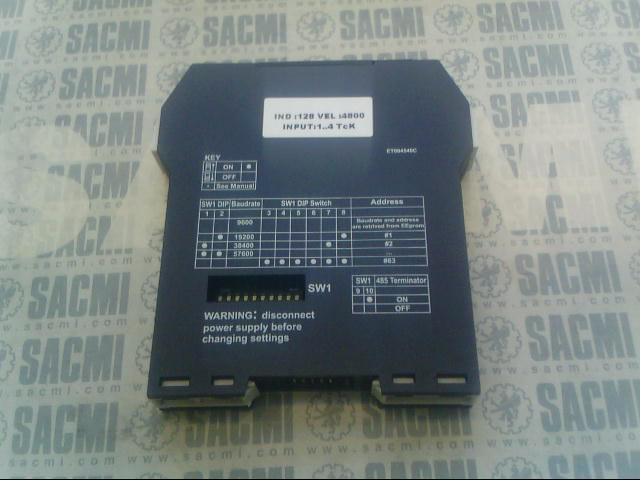 SACMI
www.sacmi.com
IND :128 VEL :4800
INPUT:1..4 TcK
ET084545C
KEY
ON
OFF
- See Manual
SW1 DIP Baudrate SW1 DIP Switch Address
1 2 3 4 5 6 7 8
9600 Baudrate and address
are retrived from EEprom
19200 #1
38400 #2
57600 ...
#63
SW1
SW1 485 Terminator
9 10
ON
OFF
WARNING: disconnect
power supply before
changing settings